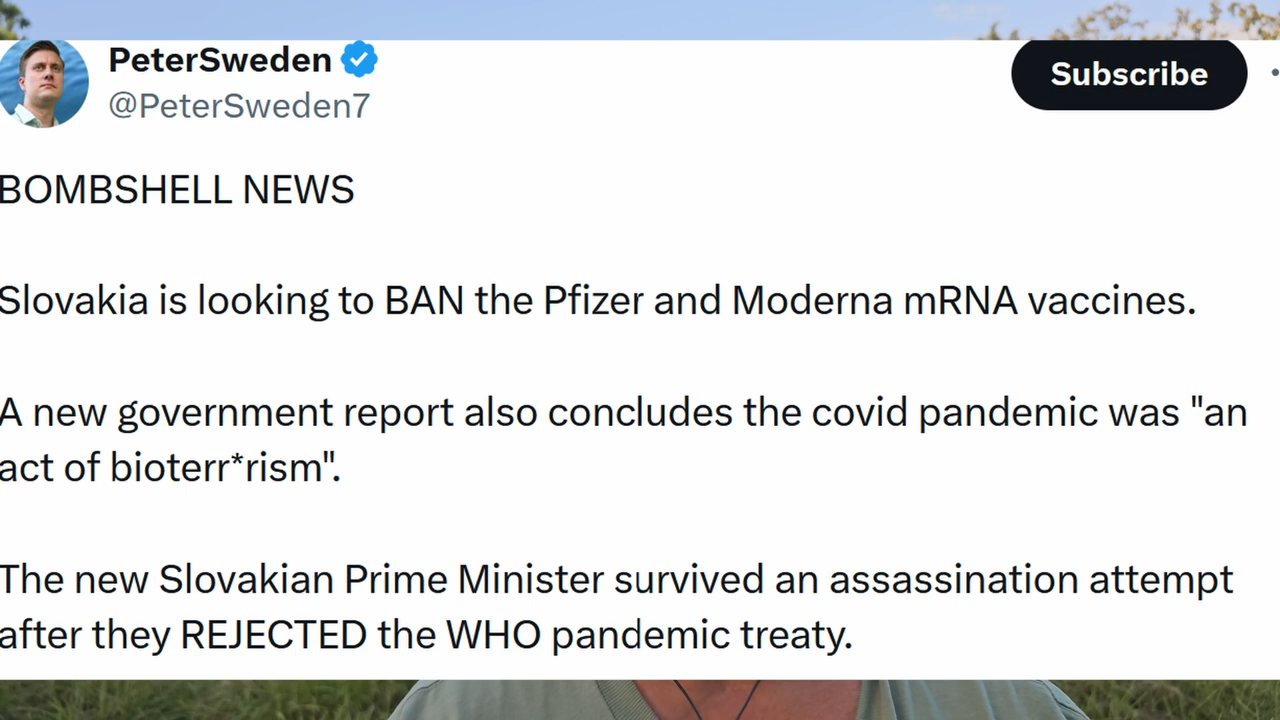 PeterSweden
@PeterSweden7
Subscribe
BOMBSHELL NEWS
Slovakia is looking to BAN the Pfizer and Moderna mRNA vaccines.
A new government report also concludes the covid pandemic was "an
act of bioterr*rism".
The new Slovakian Prime Minister survived an assassination attempt
after they REJECTED the WHO pandemic treaty.